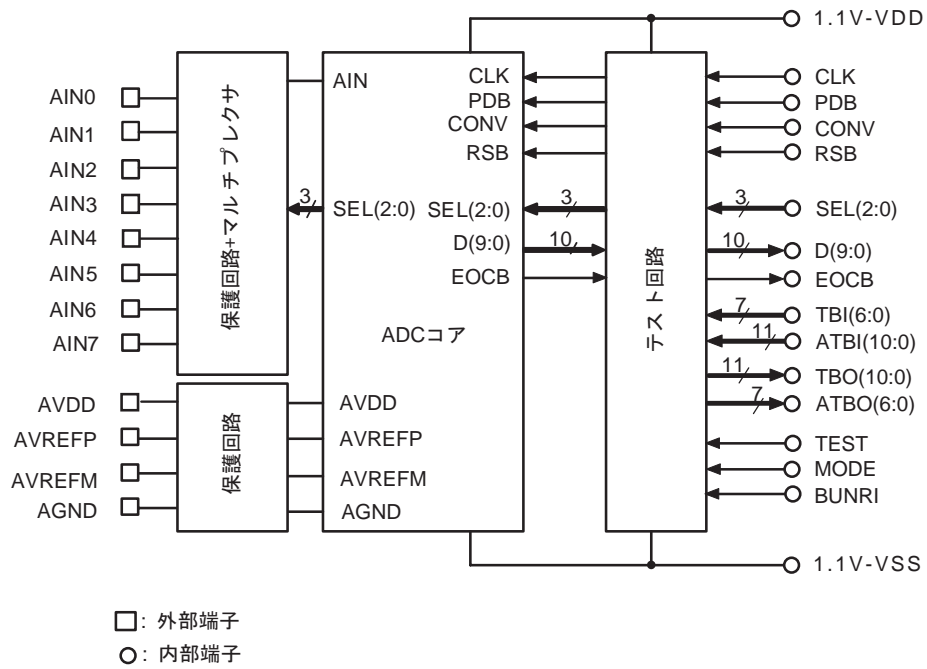 1.1V-VDD
保護回路+マルチプレクサ
AIN0
AIN1
AIN2
AIN3
AIN4
AIN5
AIN6
AIN7
AIN
3
SEL(2:0)
CLK
PDB
CONV
RSB
SEL(2:0)
3
D(9:0)
10
EOCB
ADCコア
テスト回路
CLK
PDB
CONV
RSB
3
SEL(2:0)
10
D(9:0)
EOCB
7
TBI(6:0)
11
ATBI(10:0)
11
TBO(10:0)
7
ATBO(6:0)
TEST
MODE
BUNRI
AVDD
AVREFP
AVREFM
AGND
保護回路
AVDD
AVREFP
AVREFM
AGND
1.1V-VSS
: 外部端子
: 内部端子